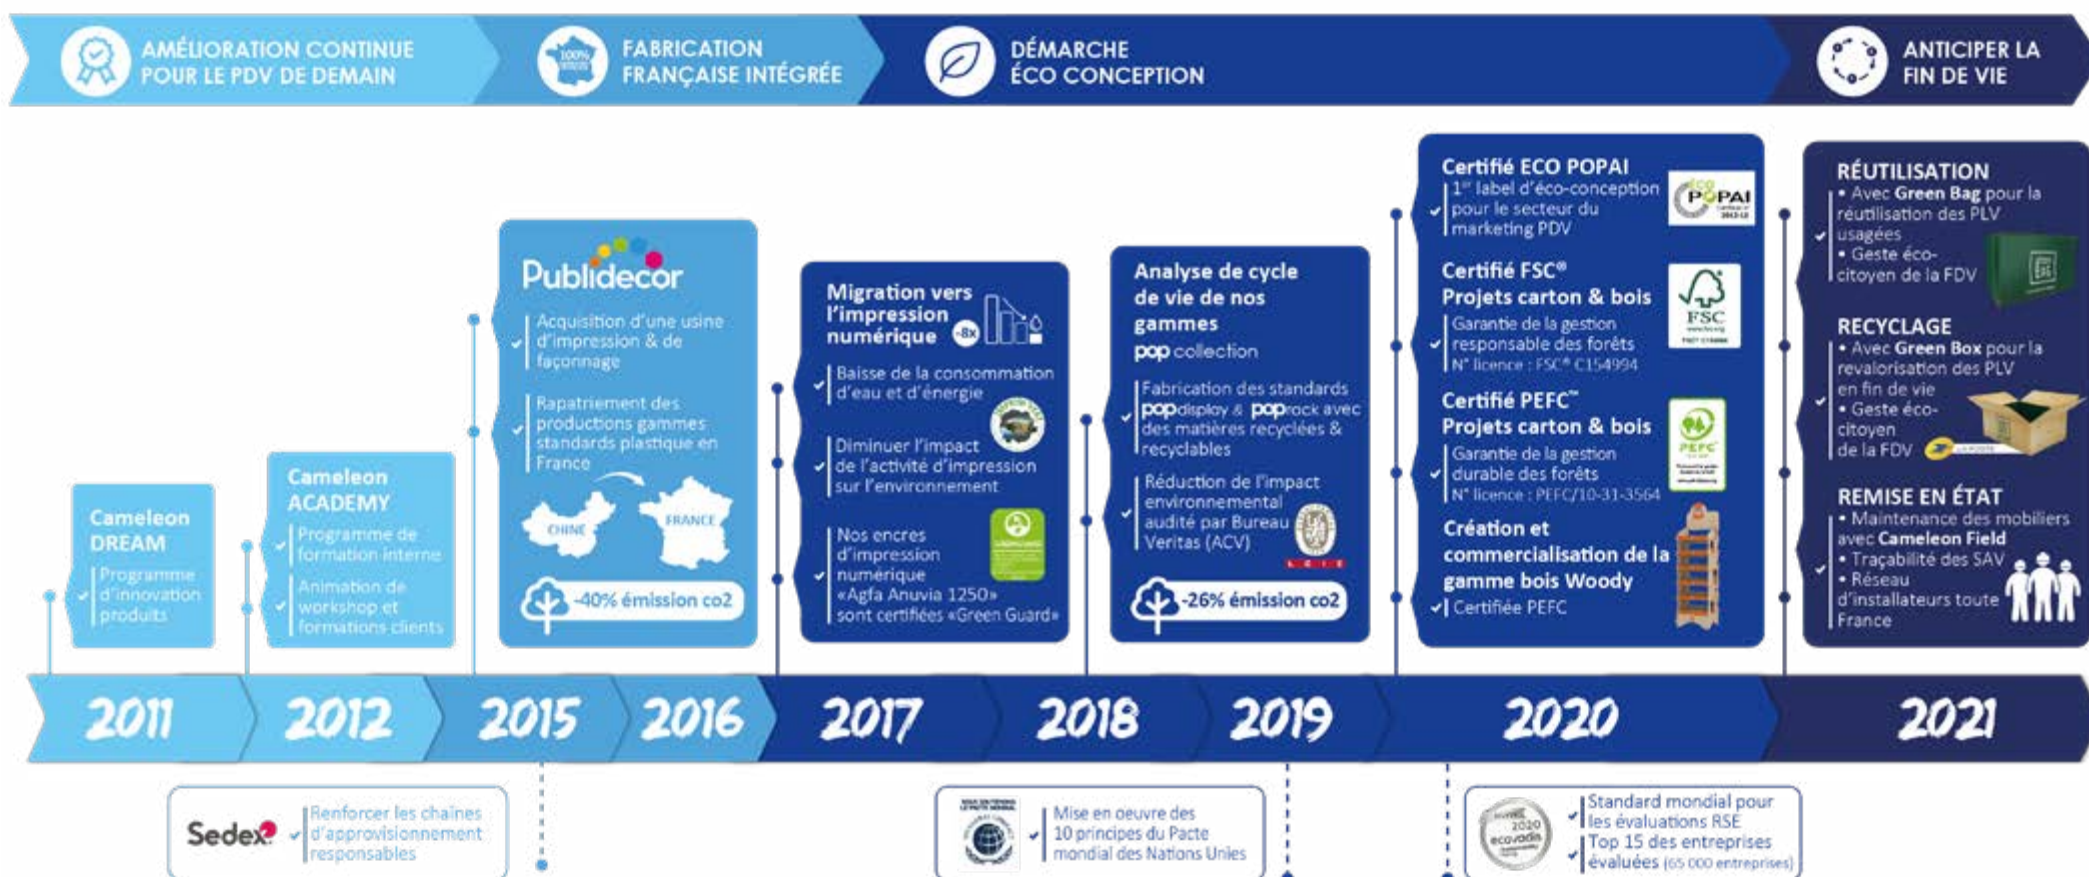 AMÉLIORATION CONTINUE
POUR LE PDV DE DEMAIN
100%
FABRICATION
FRANÇAISE INTÉGRÉE
DÉMARCHE
ÉCO CONCEPTION
ANTICIPER LA
FIN DE VIE
Cameleon
DREAM
Programme
d'innovation
produits
Cameleon
ACADEMY
Programme de
formation interne
Animation de
workshop et
formations clients
Publidecor
Acquisition d'une usine
d'impression & de
façonnage
Rapatriement des
productions gammes
standards plastique en
France
CHINE
FRANCE
-40% émission co2
Migration vers
l'impression
numérique -8x
Baisse de la consommation
d'eau et d'énergie
Diminuer l'impact
de l'activité d'impression
sur l'environnement
Nos encres
d'impression
numérique
«Agfa Anuvia 1250»
sont certifiées «Green Guard»
Analyse de cycle
de vie de nos
gammes
pop collection
Fabrication des standards
popdisplay & poprock avec
des matières recyclées &
recyclables
Réduction de l'impact
environnemental
audité par Bureau
Veritas (ACV)
LCIE
-26% émission co2
Certifié ECO POPAI
1er label d'éco-conception
pour le secteur du
marketing PDV
éco
POPAI
Certifié FSC®
Projets carton & bois
Garantie de la gestion
responsable des forêts
N° licence : FSC® C154994
FSC
Certifié PEFC™
Projets carton & bois
Garantie de la gestion
durable des forêts
N° licence : PEFC/10-31-3564
PEFC
Création et
commercialisation de la
gamme bois Woody
Certifiée PEFC
RÉUTILISATION
• Avec Green Bag pour la
réutilisation des PLV
usagées
• Geste éco-
citoyen de la FDV
RECYCLAGE
• Avec Green Box pour la
revalorisation des PLV
en fin de vie
• Geste éco-
citoyen
de la FDV
LA POSTE
REMISE EN ÉTAT
• Maintenance des mobiliers
avec Cameleon Field
• Traçabilité des SAV
• Réseau
d'installateurs toute
France
2011
2012
2015
2016
2017
2018
2019
2020
2021
Sedex
Renforcer les chaînes
d'approvisionnement
responsables
NOUS SOUTENONS
LE PACTE MONDIAL
Mise en oeuvre des
10 principes du Pacte
mondial des Nations Unies
2020
ecovadis
Standard mondial pour
les évaluations RSE
Top 15 des entreprises
évaluées (65 000 entreprises)